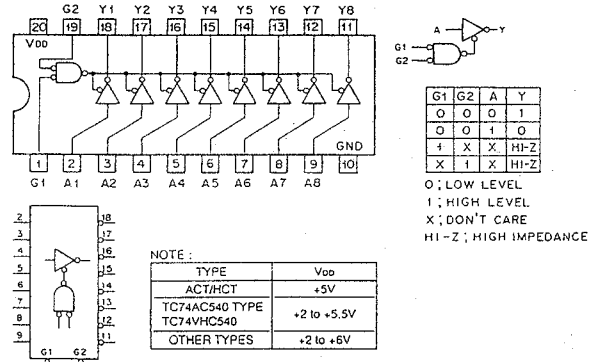 G2 Y1 Y2 Y3 Y4 Y5 Y6 Y7 Y8
20 19 18 17 16 15 14 13 12 11
VDD
GND
1 2 3 4 5 6 7 8 9 10
G1 A1 A2 A3 A4 A5 A6 A7 A8
A Y
G1
G2
G1 G2 A Y
0 0 0 1
0 0 1 0
1 X X HI-Z
X 1 X HI-Z
0 ; LOW LEVEL
1 ; HIGH LEVEL
X ; DON'T CARE
HI-Z ; HIGH IMPEDANCE
2 18
3 17
4 16
5 15
6 14
7 13
8 12
9 11
G1 G2
NOTE :
TYPE VDD
ACT/HCT +5V
TC74AC540 TYPE
TC74VHC540 +2 to +5.5V
OTHER TYPES +2 to +6V